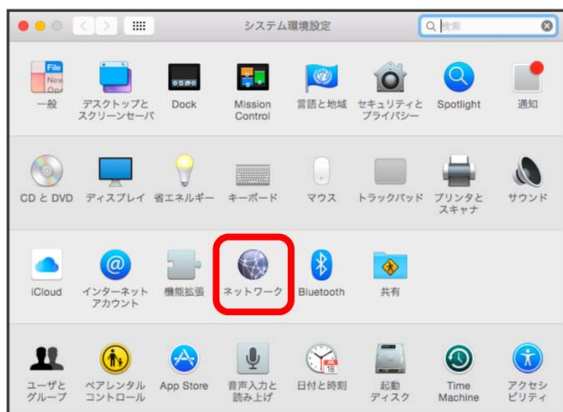 システム環境設定
検索
File
New
一般
デスクトップと
スクリーンセーバ
Dock
Mission
Control
言語と地域
セキュリティと
プライバシー
Spotlight
通知
CD と DVD
ディスプレイ
省エネルギー
キーボード
マウス
トラックパッド
プリンタと
スキャナ
サウンド
iCloud
インターネット
アカウント
機能拡張
ネットワーク
Bluetooth
共有
ユーザと
グループ
ペアレンタル
コントロール
App Store
音声入力と
読み上げ
日付と時刻
起動
ディスク
Time
Machine
アクセシ
ビリティ